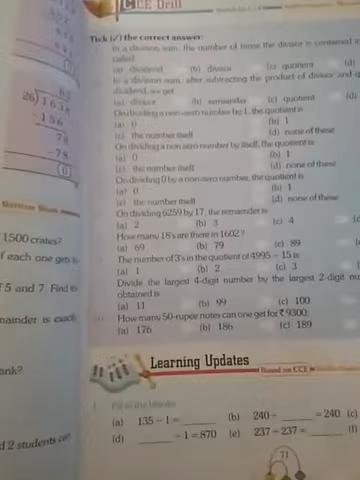 CCE Drill
Tick (✓) the correct answer:
In a division sum, the number of times the divisor is contained
called
(a) dividend (b) divisor (c) quotient (d)
In a division sum, after subtracting the product of divisor and
dividend, we get
(a) divisor (b) remainder (c) quotient (d)
On dividing a non-zero number by 1, the quotient is
(a) 0 (b) 1
(c) the number itself (d) none of these
On dividing a non-zero number by itself, the quotient is
(a) 0 (b) 1
(c) the number itself (d) none of these
On dividing 0 by a non-zero number, the quotient is
(a) 0 (b) 1
(c) the number itself (d) none of these
On dividing 6259 by 17, the remainder is
(a) 2 (b) 3 (c) 4
How many 18's are there in 1602?
(a) 69 (b) 79 (c) 89
The number of 3's in the quotient of 4995 ÷ 15 is
(a) 1 (b) 2 (c) 3
Divide the largest 4-digit number by the largest 2-digit
obtained is
(a) 11 (b) 99 (c) 100
How many 50-rupee notes can one get for ₹ 9300;
(a) 176 (b) 186 (c) 189
Learning Updates
Based on CCE
1. Fill in the blanks
(a) 135 ÷ 1 = ______ (b) 240 ÷ ______ = 240 (c)
(d) ______ ÷ 1 = 870 (e) 237 ÷ 237 = ______ (f)
71
26) 1638
-156
78
-78
0
1,500 crates?
f each one gets
5 and 7. Find
mainder is
ank?
d 2 students